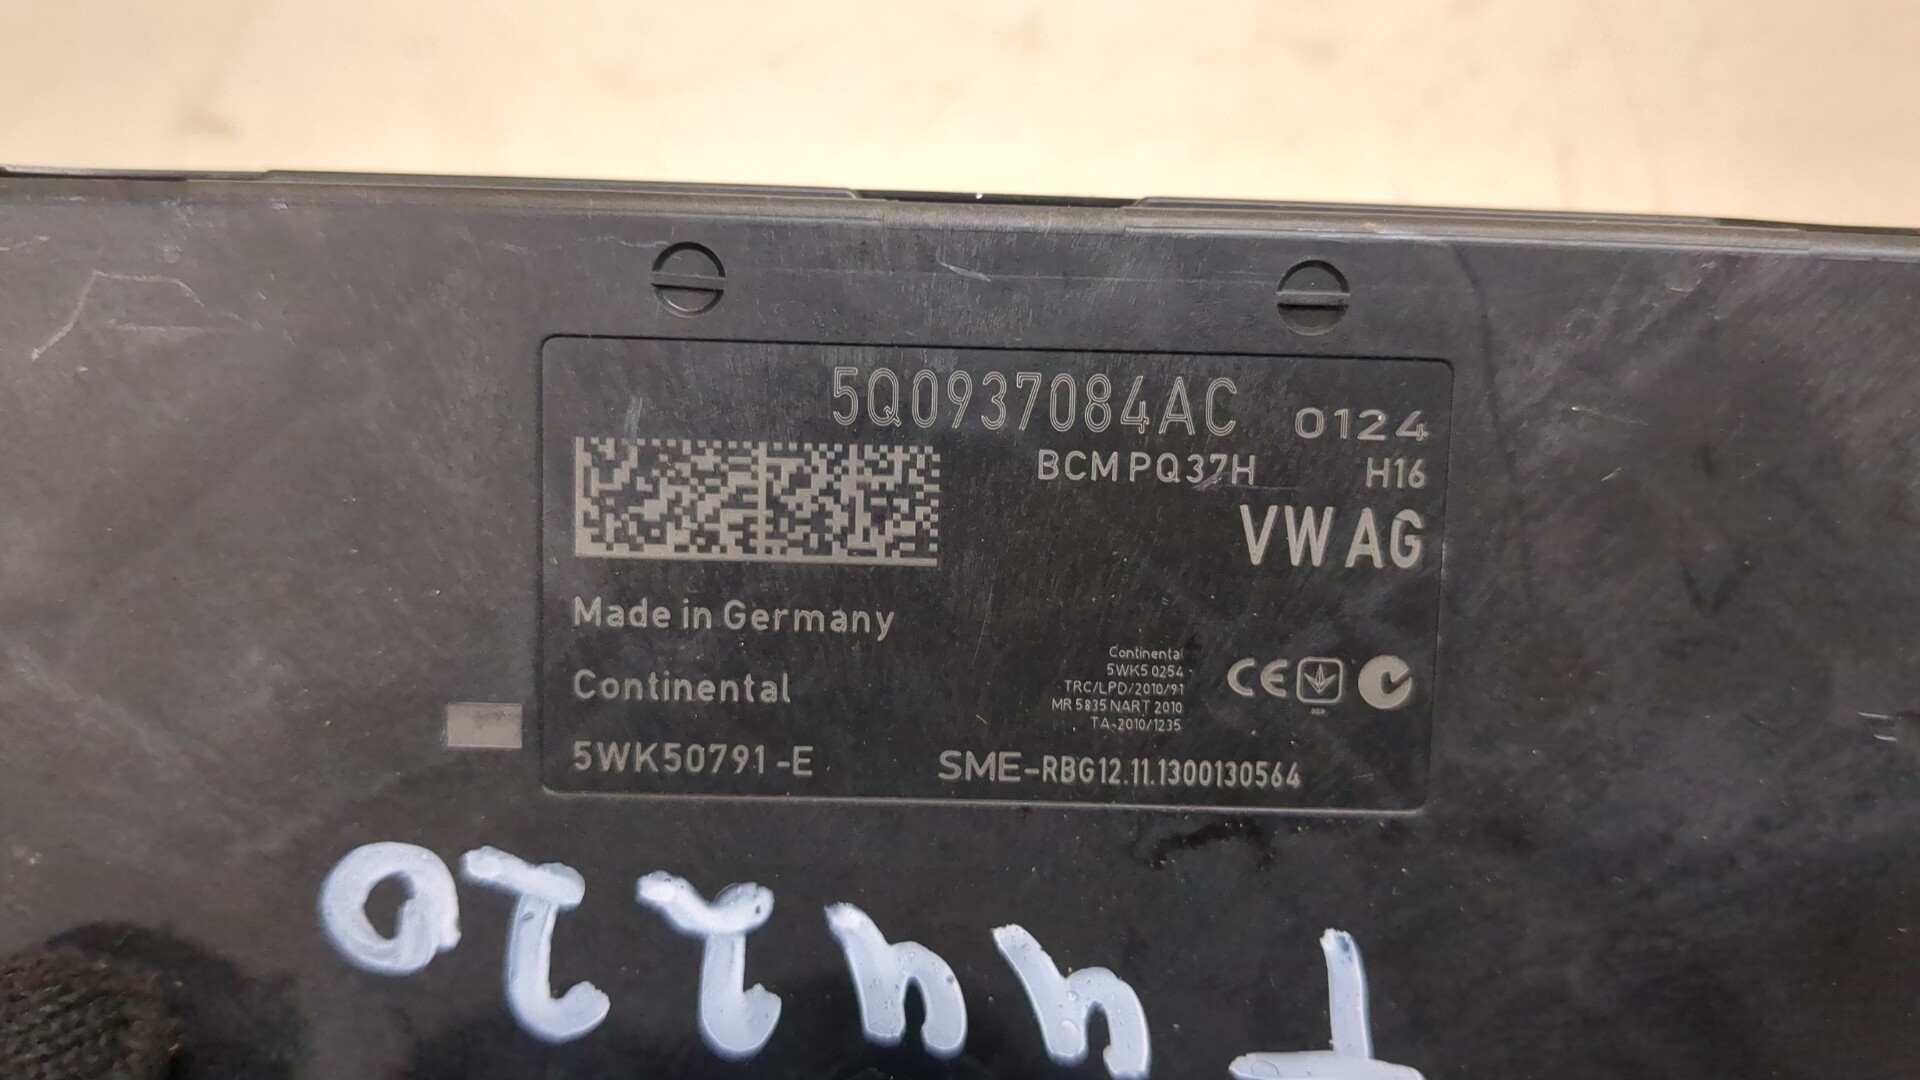 5Q0937084AC 0124
BCM PQ37H H16
VW AG
Made in Germany
Continental
5WK50791-E
Continental
5WK5 0254
TRC/LPD/2010/91
MR 5835 NART 2010
TA-2010/1235
CE
SME-RBG12.11.1300130564